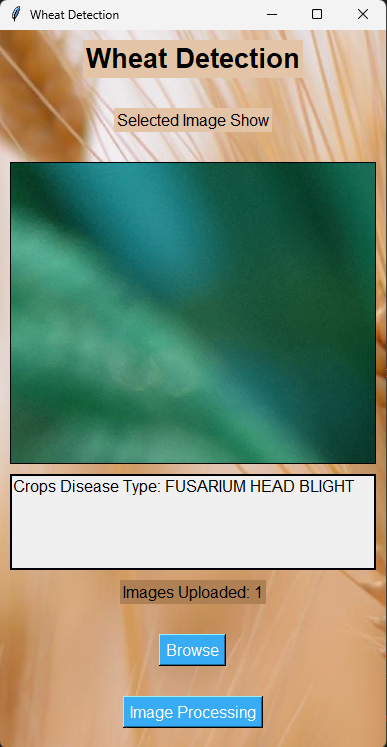 Wheat Detection
Wheat Detection
Selected Image Show
Crops Disease Type: FUSARIUM HEAD BLIGHT
Images Uploaded: 1
Browse
Image Processing